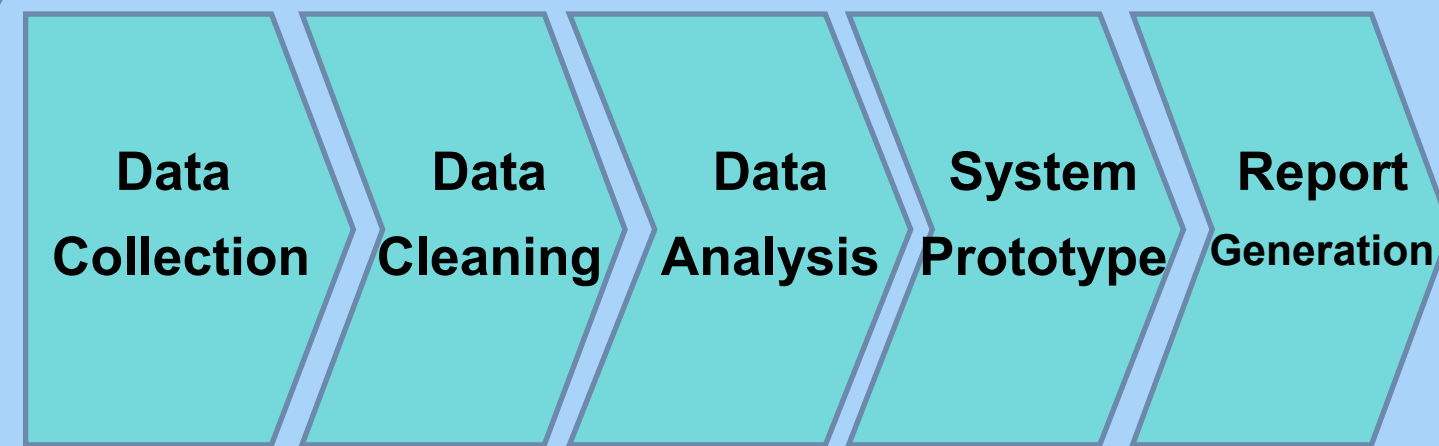 Data
Collection
Data
Cleaning
Data
Analysis
System
Prototype
Report
Generation